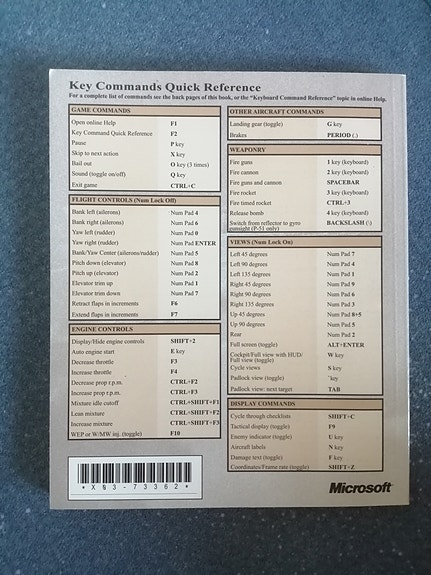 Key Commands Quick Reference
For a complete list of commands see the back pages of this book, or the "Keyboard Command Reference" topic in online Help.
GAME COMMANDS
Open online Help F1
Key Command Quick Reference F2
Pause P key
Skip to next action X key
Bail out O key (3 times)
Sound (toggle on/off) Q key
Exit game CTRL+C
FLIGHT CONTROLS (Num Lock Off)
Bank left (ailerons) Num Pad 4
Bank right (ailerons) Num Pad 6
Yaw left (rudder) Num Pad 0
Yaw right (rudder) Num Pad ENTER
Bank/Yaw Center (ailerons/rudder) Num Pad 5
Pitch down (elevator) Num Pad 8
Pitch up (elevator) Num Pad 2
Elevator trim up Num Pad 1
Elevator trim down Num Pad 7
Retract flaps in increments F6
Extend flaps in increments F7
ENGINE CONTROLS
Display/Hide engine controls SHIFT+2
Auto engine start E key
Decrease throttle F3
Increase throttle F4
Decrease prop r.p.m. CTRL+F2
Increase prop r.p.m. CTRL+F3
Mixture idle cutoff CTRL+SHIFT+F1
Lean mixture CTRL+SHIFT+F2
Increase mixture CTRL+SHIFT+F3
WEP or W/MW inj. (toggle) F10
*X03-73362*
OTHER AIRCRAFT COMMANDS
Landing gear (toggle) G key
Brakes PERIOD (.)
WEAPONRY
Fire guns 1 key (keyboard)
Fire cannon 2 key (keyboard)
Fire guns and cannon SPACEBAR
Fire rocket 3 key (keyboard)
Fire timed rocket CTRL+3
Release bomb 4 key (keyboard)
Switch from reflector to gyro
gunsight (P-51 only) BACKSLASH (\)
VIEWS (Num Lock On)
Left 45 degrees Num Pad 7
Left 90 degrees Num Pad 4
Left 135 degrees Num Pad 1
Right 45 degrees Num Pad 9
Right 90 degrees Num Pad 6
Right 135 degrees Num Pad 3
Up 45 degrees Num Pad 8+5
Up 90 degrees Num Pad 5
Rear Num Pad 2
Full screen (toggle) ALT+ENTER
Cockpit/Full view with HUD/
Full view (toggle) W key
Cycle views S key
Padlock view (toggle) `key
Padlock view: next target TAB
DISPLAY COMMANDS
Cycle through checklists SHIFT+C
Tactical display (toggle) F9
Enemy indicator (toggle) U key
Aircraft labels N key
Damage text (toggle) F key
Coordinates/Frame rate (toggle) SHIFT+Z
Microsoft